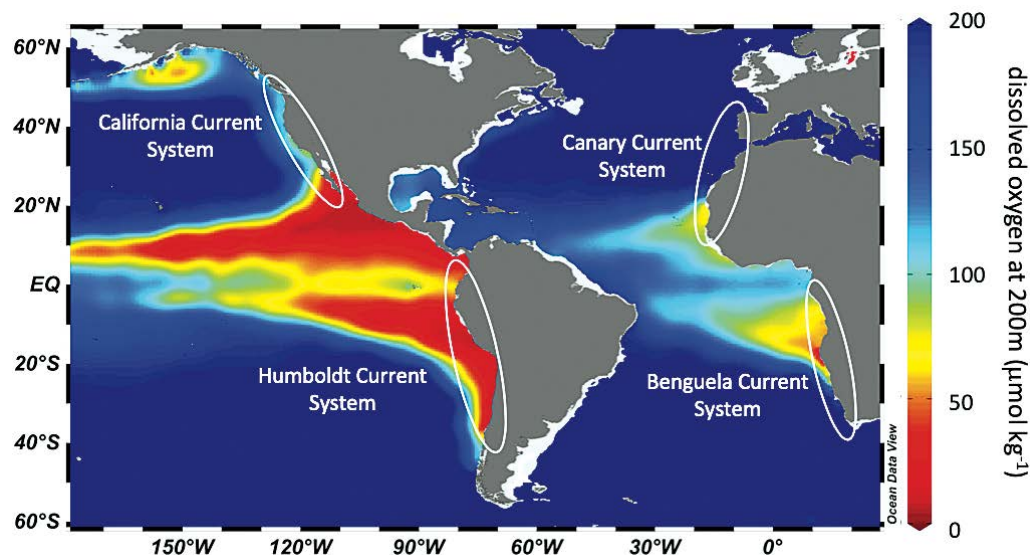 60°N
40°N
20°N
EQ
20°S
40°S
60°S
California Current
System
Canary Current
System
Humboldt Current
System
Benguela Current
System
150°W
120°W
90°W
60°W
30°W
0°
Ocean Data View
200
150
100
50
0
dissolved oxygen at 200m (μmol kg⁻¹)